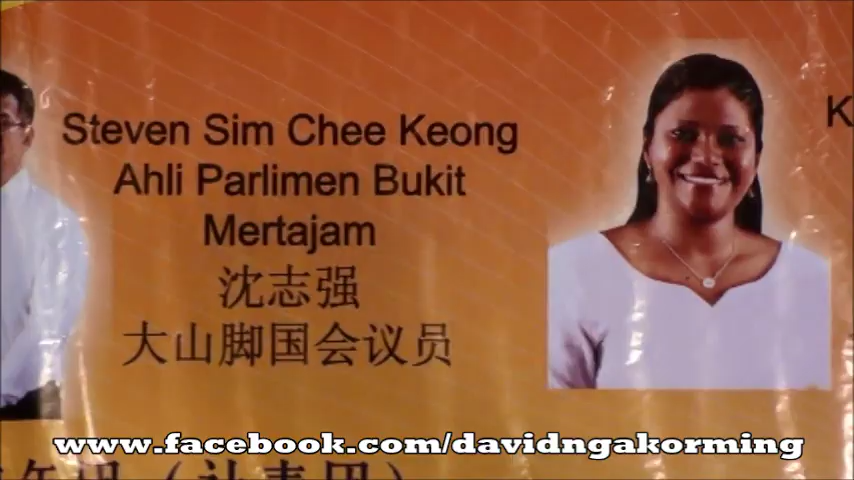 Steven Sim Chee Keong
Ahli Parlimen Bukit
Mertajam
沈志强
大山脚国会议员
K
www.facebook.com/davidngakorming